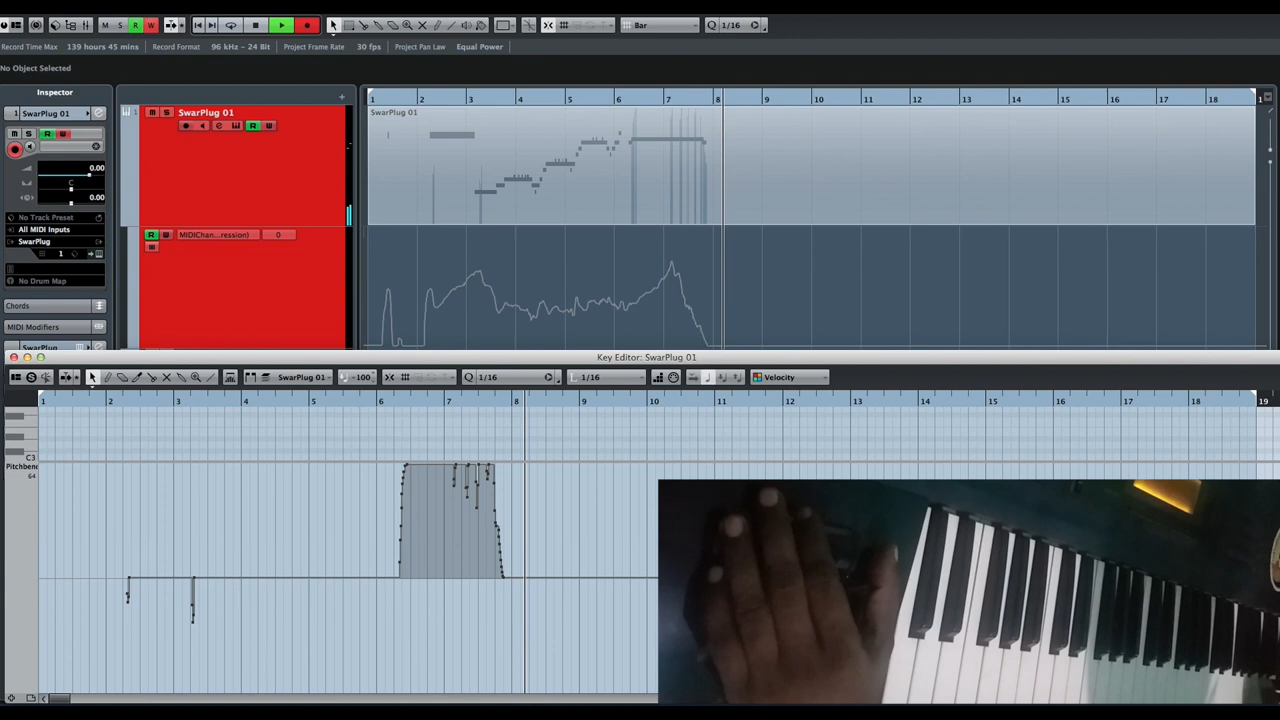 M S R W Bar Q 1/16
Record Time Max 139 hours 45 mins Record Format 96 kHz - 24 Bit Project Frame Rate 30 fps Project Pan Law Equal Power
No Object Selected
Inspector
1 SwarPlug 01
M S R W
0.00
C
0.00
No Track Preset
All MIDI Inputs
SwarPlug
1
No Drum Map
Chords
MIDI Modifiers
SwarPlug
+
1 M S SwarPlug 01
R
R W MIDIChan...ression) 0
W
1 2 3 4 5 6 7 8 9 10 11 12 13 14 15 16 17 18 1
SwarPlug 01
Key Editor: SwarPlug 01
S SwarPlug 01 100 Q 1/16 L 1/16 Velocity
1 2 3 4 5 6 7 8 9 10 11 12 13 14 15 16 17 18 19
C3
Pitchbend
64